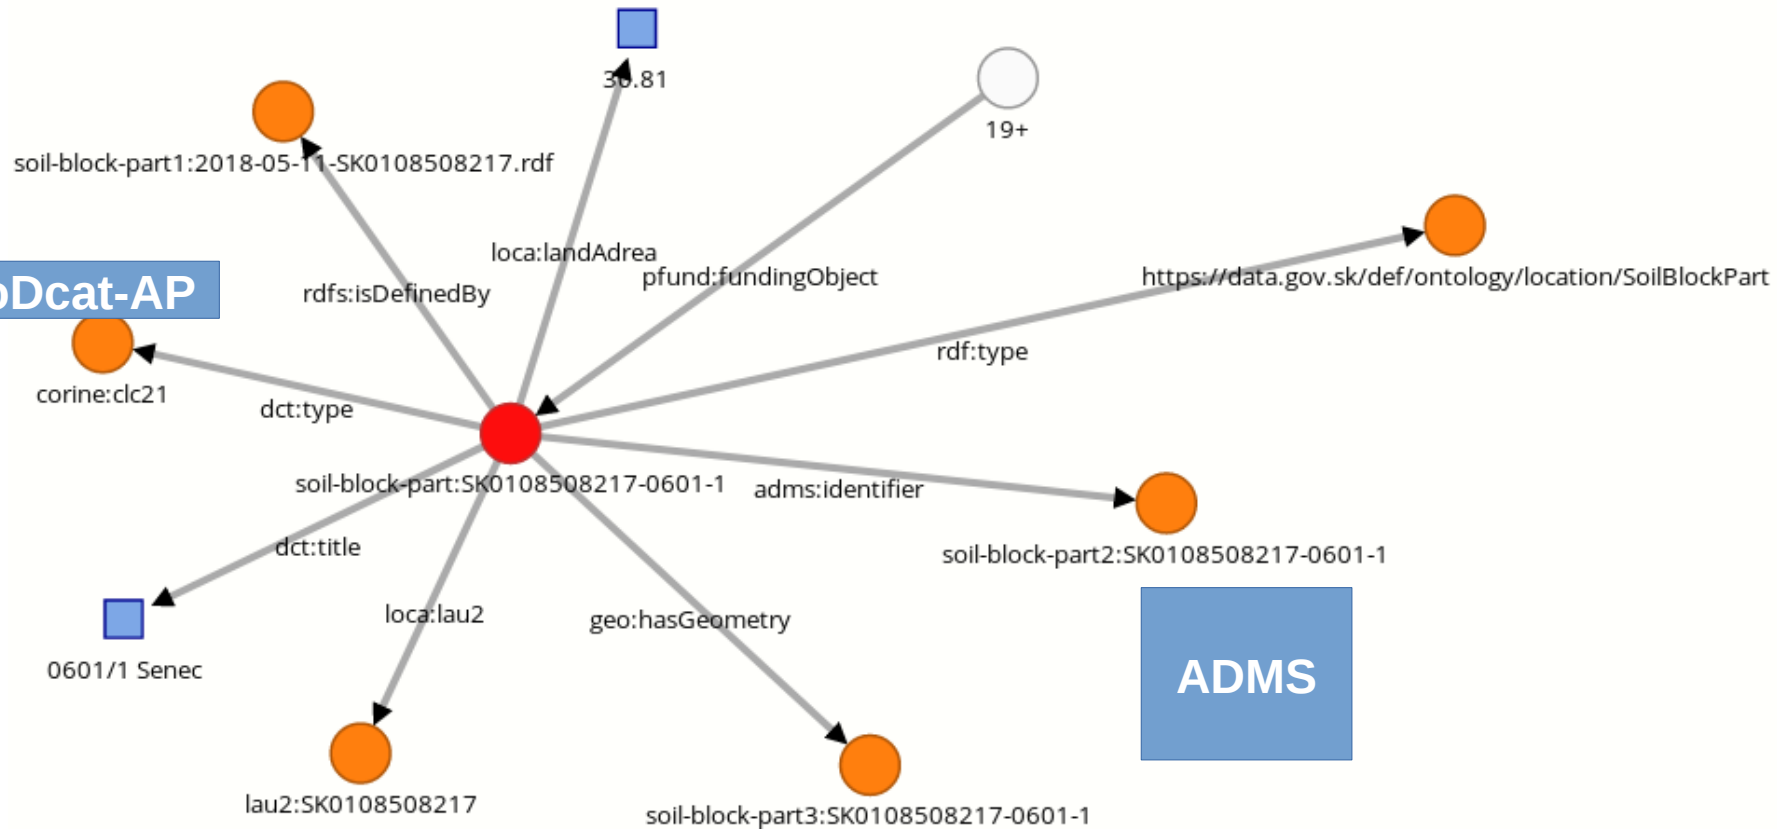 36.81
19+
soil-block-part1:2018-05-11-SK0108508217.rdf
loca:landAdrea
pfund:fundingObject
https://data.gov.sk/def/ontology/location/SoilBlockPart
rdfs:isDefinedBy
Dcat-AP
rdf:type
corine:clc21
dct:type
soil-block-part:SK0108508217-0601-1
adms:identifier
dct:title
soil-block-part2:SK0108508217-0601-1
loca:lau2
geo:hasGeometry
0601/1 Senec
ADMS
lau2:SK0108508217
soil-block-part3:SK0108508217-0601-1